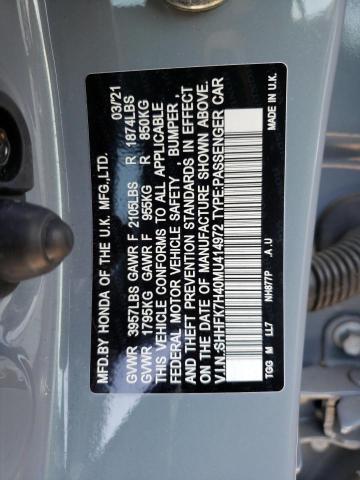 MFD.BY HONDA OF THE U.K. MFG.,LTD. 03/21
GVWR 3957LBS GAWR F 2105LBS R 1874LBS
GVWR 1795KG GAWR F 955KG R 850KG
THIS VEHICLE CONFORMS TO ALL APPLICABLE
FEDERAL MOTOR VEHICLE SAFETY , BUMPER ,
AND THEFT PREVENTION STANDARDS IN EFFECT
ON THE DATE OF MANUFACTURE SHOWN ABOVE.
V.I.N.:SHHFK7H40MU414972 TYPE:PASSENGER CAR
TGG M LL7 NH877P A .U MADE IN U.K.